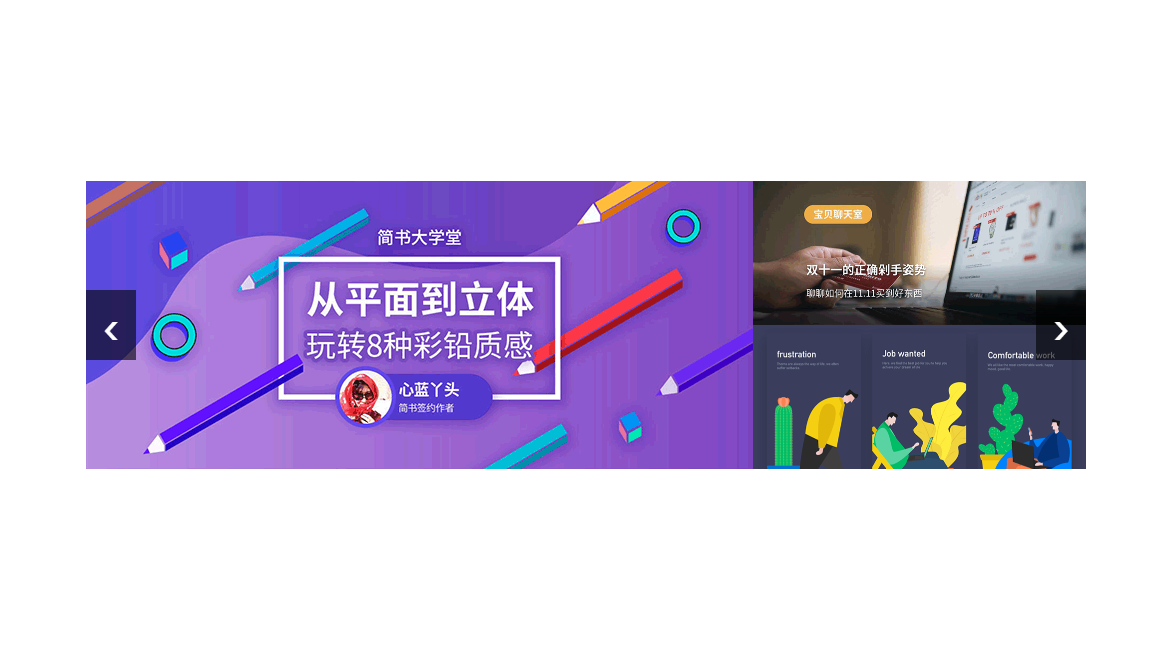 简书大学堂
从平面到立体
玩转8种彩铅质感
心蓝丫头
简书签约作者
宝贝聊天室
双十一的正确剁手姿势
聊聊如何在11.11买到好东西
frustration
Job wanted
Comfortable work